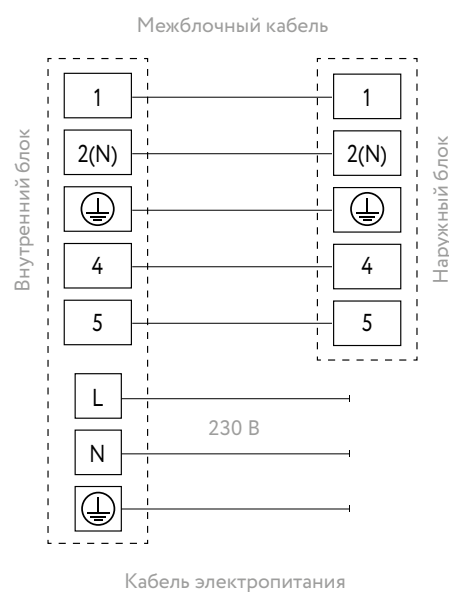 Межблочный кабель
Внутренний блок
Наружный блок
1 1
2(N) 2(N)
4 4
5 5
L
230 В
N
Кабель электропитания